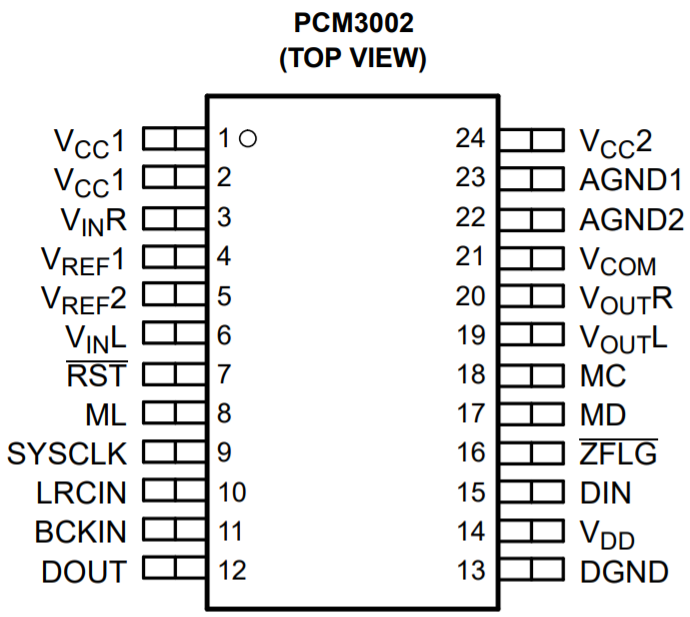 PCM3002
(TOP VIEW)
VCC1 1 24 VCC2
VCC1 2 23 AGND1
VINR 3 22 AGND2
VREF1 4 21 VCOM
VREF2 5 20 VOUTR
VINL 6 19 VOUTL
R̅S̅T̅ 7 18 MC
ML 8 17 MD
SYSCLK 9 16 Z̅F̅L̅G̅
LRCIN 10 15 DIN
BCKIN 11 14 VDD
DOUT 12 13 DGND